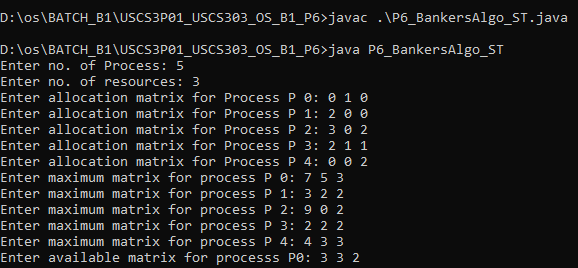 D:\os\BATCH_B1\USCS3P01_USCS303_OS_B1_P6>javac .\P6_BankersAlgo_ST.java
D:\os\BATCH_B1\USCS3P01_USCS303_OS_B1_P6>java P6_BankersAlgo_ST
Enter no. of Process: 5
Enter no. of resources: 3
Enter allocation matrix for Process P 0: 0 1 0
Enter allocation matrix for Process P 1: 2 0 0
Enter allocation matrix for Process P 2: 3 0 2
Enter allocation matrix for Process P 3: 2 1 1
Enter allocation matrix for Process P 4: 0 0 2
Enter maximum matrix for process P 0: 7 5 3
Enter maximum matrix for process P 1: 3 2 2
Enter maximum matrix for process P 2: 9 0 2
Enter maximum matrix for process P 3: 2 2 2
Enter maximum matrix for process P 4: 4 3 3
Enter available matrix for processs P0: 3 3 2